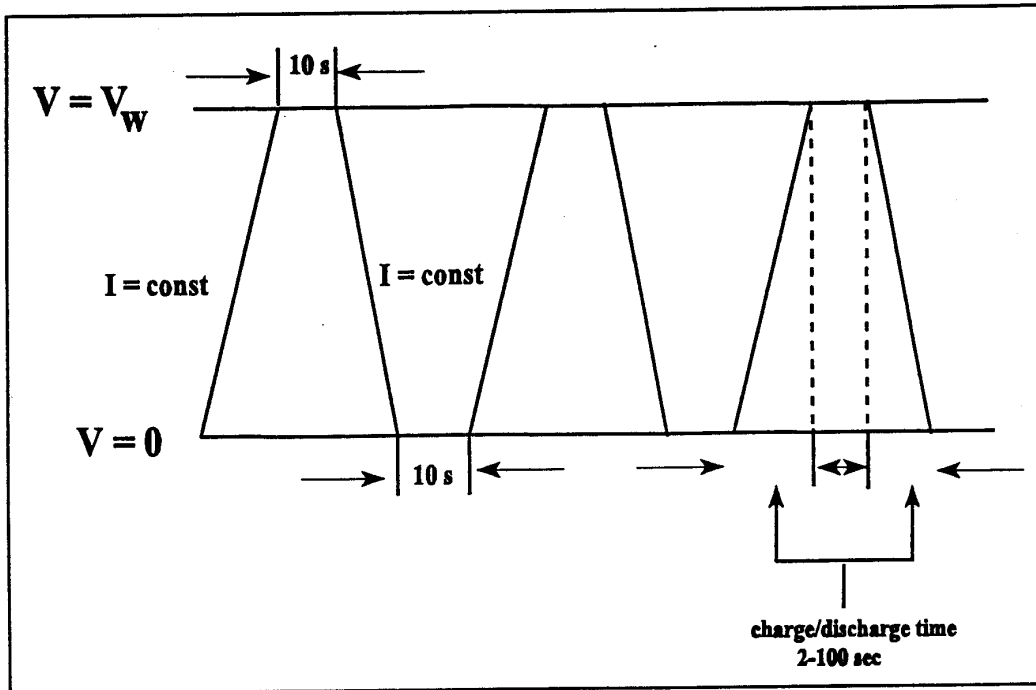 10 s
V = V_W
I = const
I = const
V = 0
10 s
charge/discharge time
2-100 sec